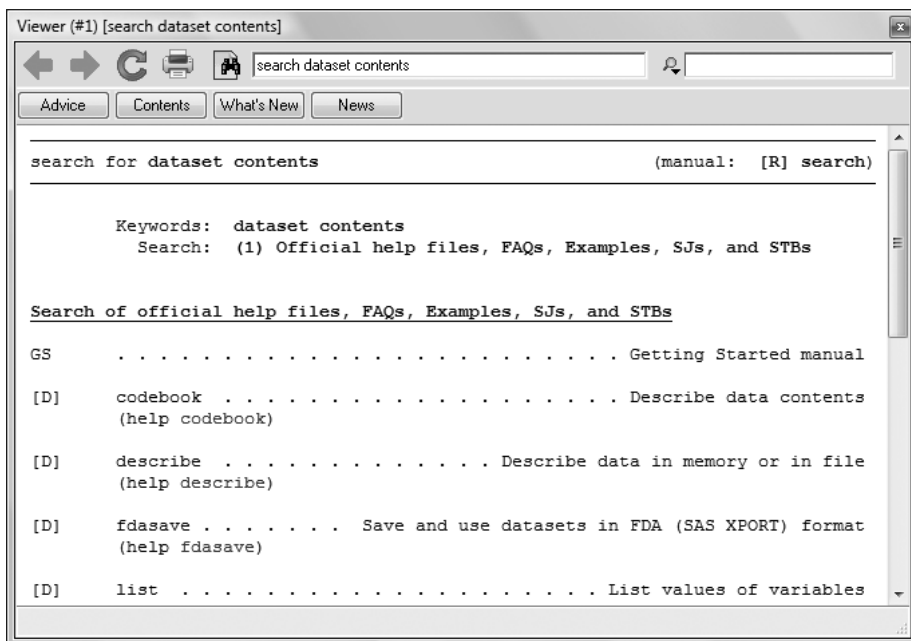 Viewer (#1) [search dataset contents]
search dataset contents
Advice Contents What's New News
search for dataset contents (manual: [R] search)
Keywords: dataset contents
Search: (1) Official help files, FAQs, Examples, SJs, and STBs
Search of official help files, FAQs, Examples, SJs, and STBs
GS . . . . . . . . . . . . . . . . . . . . . . . . . . . . Getting Started manual
[D] codebook . . . . . . . . . . . . . . . . . . . . . Describe data contents
(help codebook)
[D] describe . . . . . . . . . . . . . . Describe data in memory or in file
(help describe)
[D] fdasave . . . . . . . Save and use datasets in FDA (SAS XPORT) format
(help fdasave)
[D] list . . . . . . . . . . . . . . . . . . . . . . List values of variables